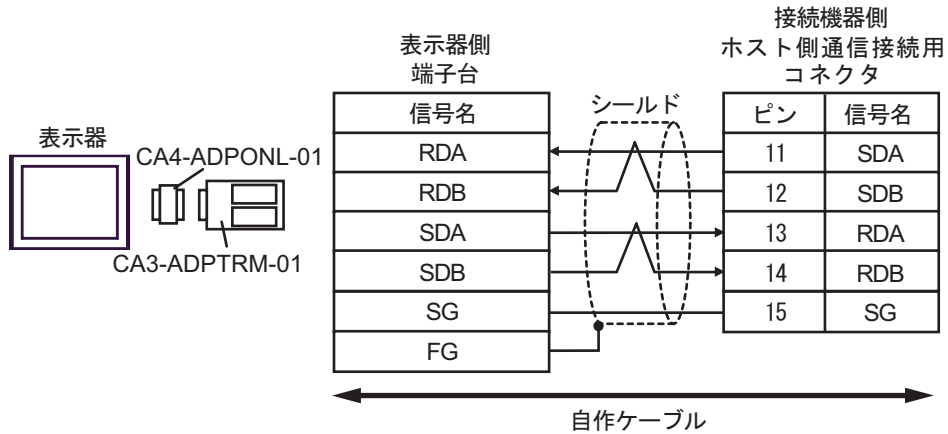 表示器
CA4-ADPONL-01
CA3-ADPTRM-01
表示器側
端子台
信号名
RDA
RDB
SDA
SDB
SG
FG
シールド
接続機器側
ホスト側通信接続用
コネクタ
ピン 信号名
11 SDA
12 SDB
13 RDA
14 RDB
15 SG
自作ケーブル